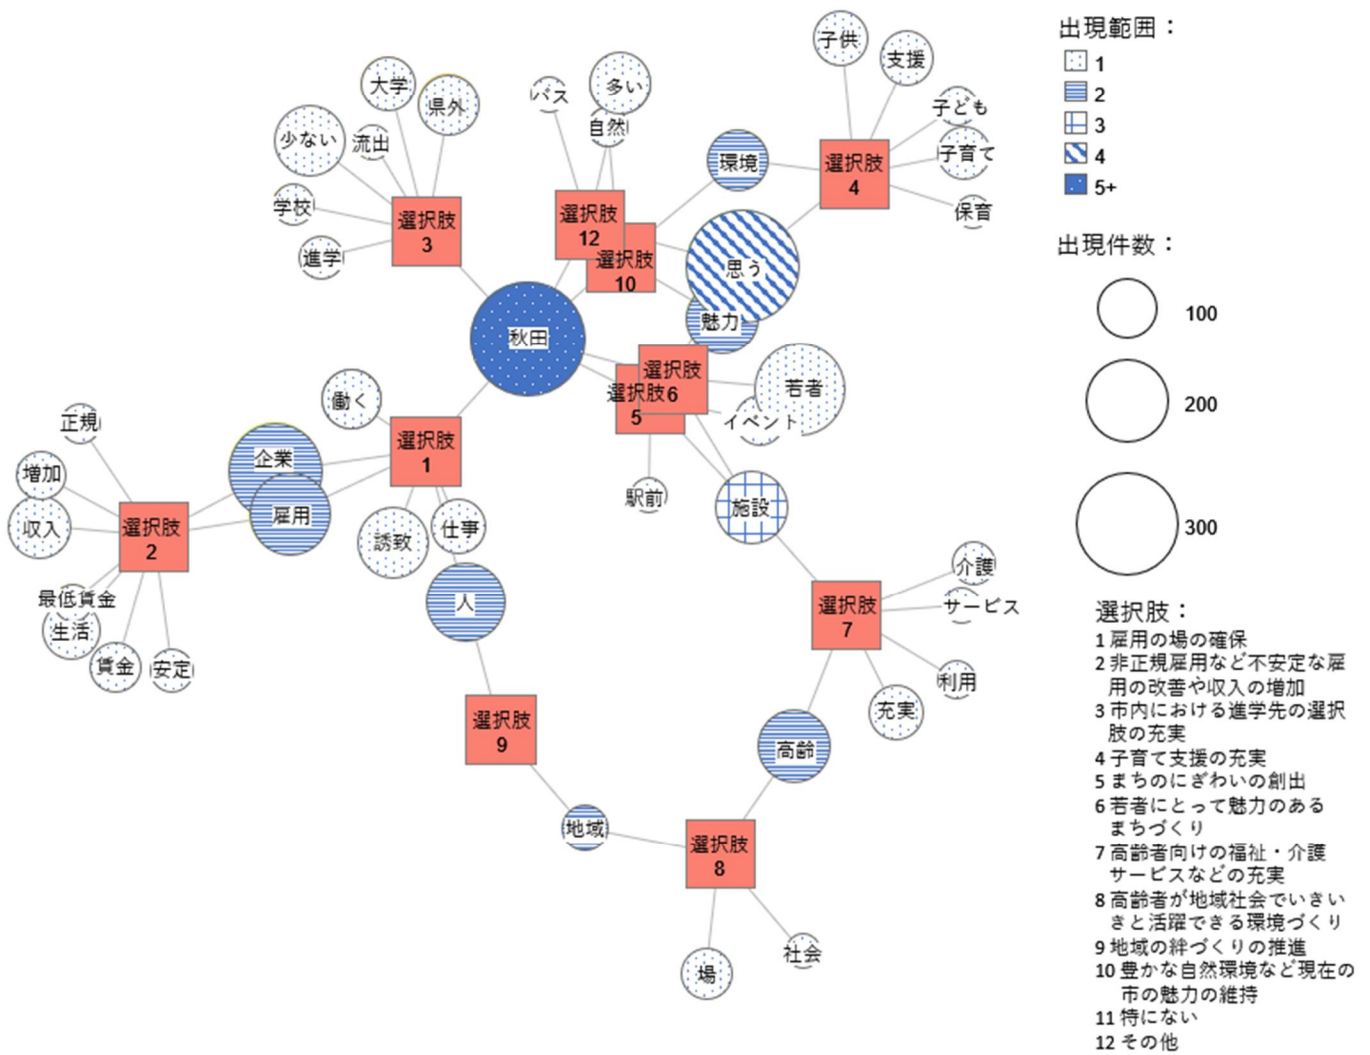 子供
支援
大学
県外
バス
多い
自然
子ども
少ない
流出
環境
選択肢
4
子育て
学校
保育
選択肢
3
選択肢
12
進学
選択肢
10
思う
魅力
秋田
選択肢
6
若者
選択肢
5
イベント
働く
正規
選択肢
1
企業
増加
駅前
収入
雇用
施設
選択肢
2
誘致
仕事
介護
最低賃金
生活
人
選択肢
7
サービス
賃金
安定
利用
充実
選択肢
9
高齢
地域
選択肢
8
場
社会
出現範囲：
1
2
3
4
5+
出現件数：
100
200
300
選択肢：
1 雇用の場の確保
2 非正規雇用など不安定な雇
用の改善や収入の増加
3 市内における進学先の選択
肢の充実
4 子育て支援の充実
5 まちのにぎわいの創出
6 若者にとって魅力のある
まちづくり
7 高齢者向けの福祉・介護
サービスなどの充実
8 高齢者が地域社会でいきい
きと活躍できる環境づくり
9 地域の絆づくりの推進
10 豊かな自然環境など現在の
市の魅力の維持
11 特にない
12 その他